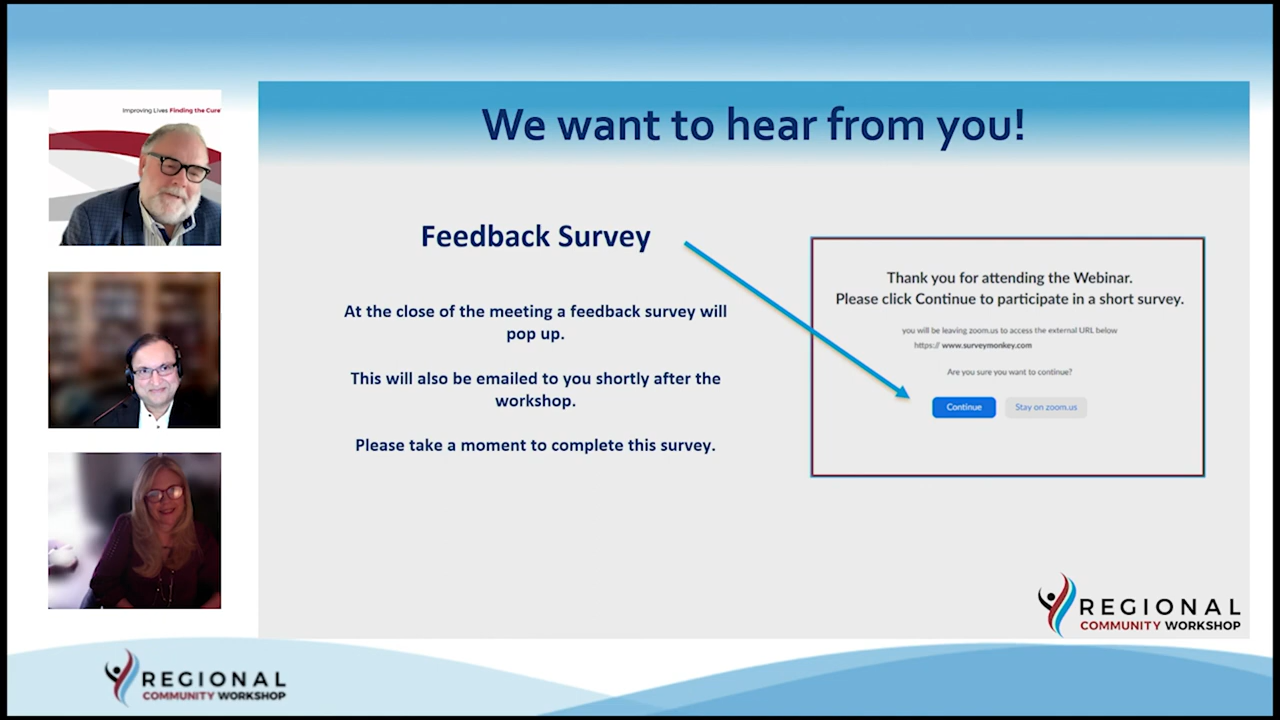 Improving Lives Finding the Cure
We want to hear from you!
Feedback Survey
At the close of the meeting a feedback survey will
pop up.
This will also be emailed to you shortly after the
workshop.
Please take a moment to complete this survey.
Thank you for attending the Webinar.
Please click Continue to participate in a short survey.
you will be leaving zoom.us to access the external URL below
https:// www.surveymonkey.com
Are you sure you want to continue?
Continue
Stay on zoom.us
REGIONAL
COMMUNITY WORKSHOP
REGIONAL
COMMUNITY WORKSHOP